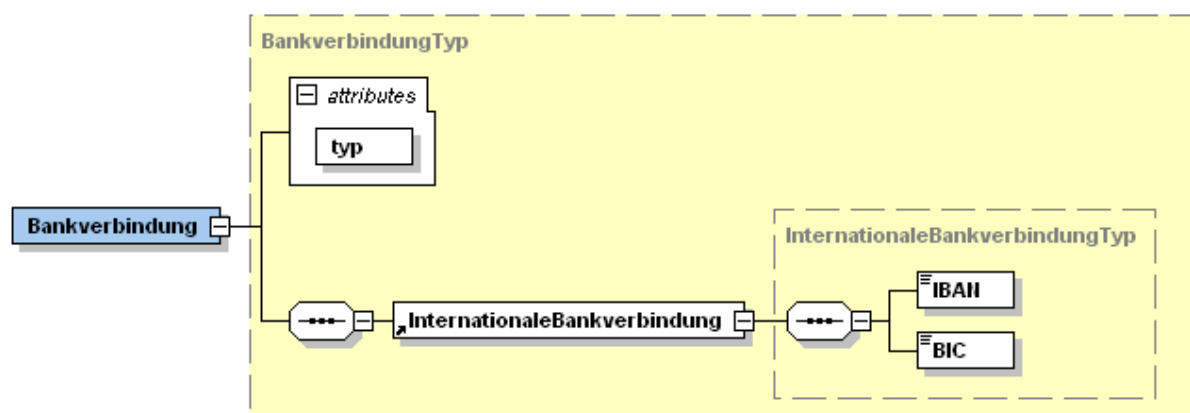 BankverbindungTyp
attributes
typ
Bankverbindung
InternationaleBankverbindungTyp
IBAN
InternationaleBankverbindung
BIC